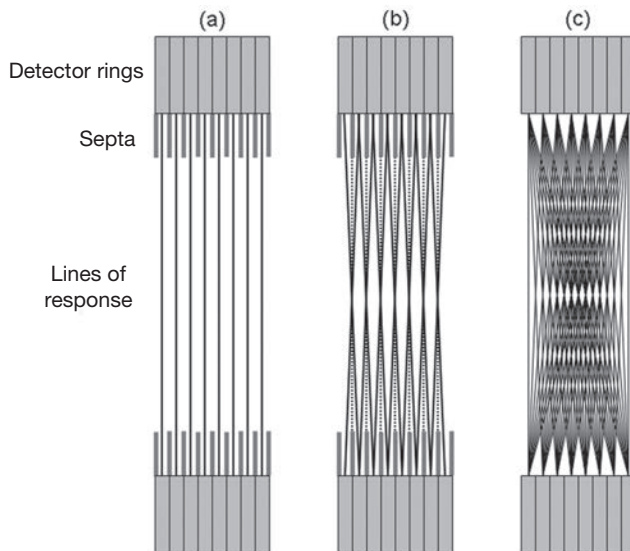 (a)
(b)
(c)
Detector rings
Septa
Lines of
response